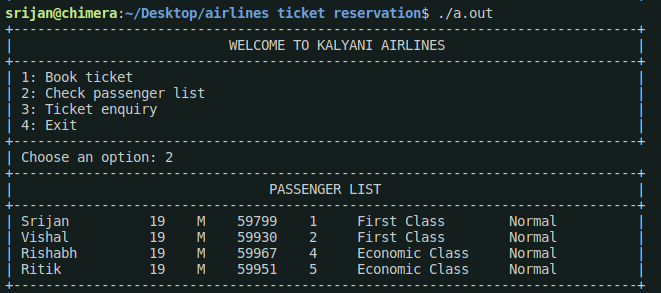 srijan@chimera:~/Desktop/airlines ticket reservation$ ./a.out
+------------------------------------------------------------------------------+
|                           WELCOME TO KALYANI AIRLINES                        |
+------------------------------------------------------------------------------+
| 1: Book ticket                                                               |
| 2: Check passenger list                                                      |
| 3: Ticket enquiry                                                            |
| 4: Exit                                                                      |
+------------------------------------------------------------------------------+
| Choose an option: 2
+------------------------------------------------------------------------------+
|                                PASSENGER LIST                                |
+------------------------------------------------------------------------------+
| Srijan          19    M    59799    1     First Class        Normal          |
| Vishal          19    M    59930    2     First Class        Normal          |
| Rishabh         19    M    59967    4     Economic Class     Normal          |
| Ritik           19    M    59951    5     Economic Class     Normal          |
+------------------------------------------------------------------------------+